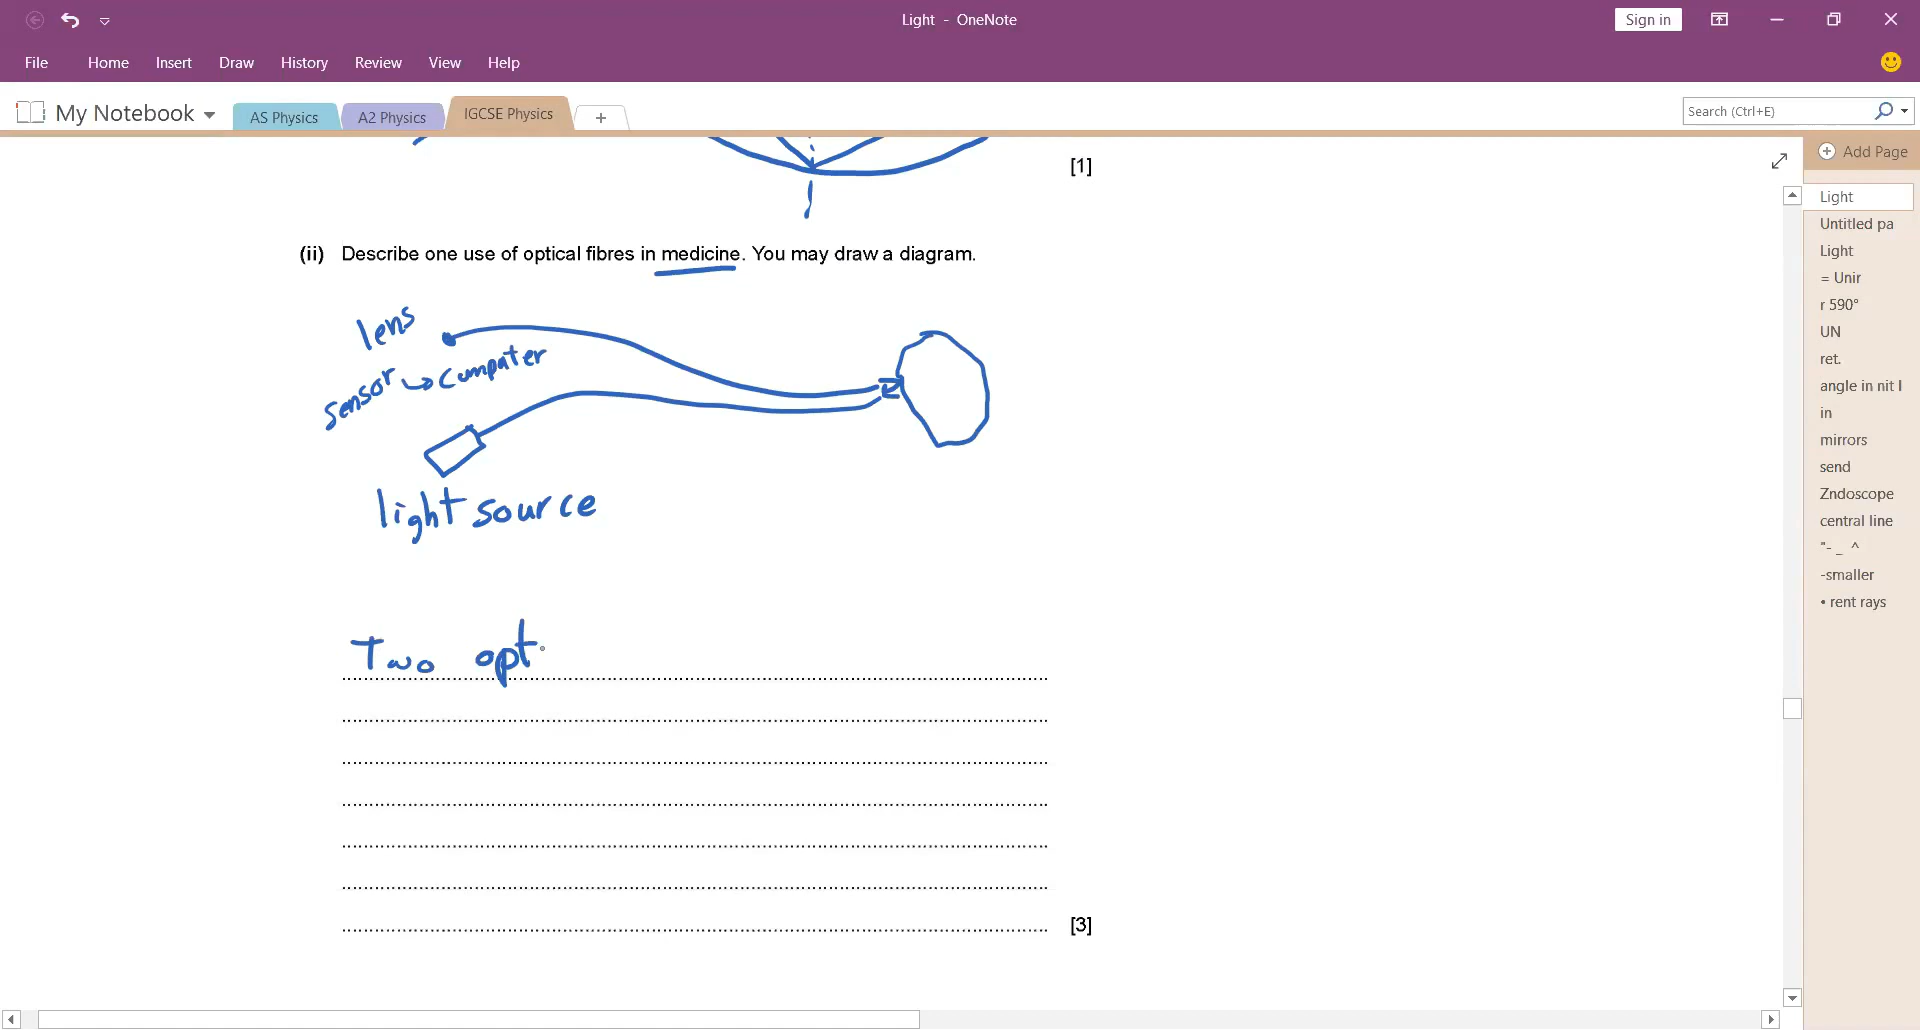 Light - OneNote
Sign in
File Home Insert Draw History Review View Help
My Notebook
AS Physics
A2 Physics
IGCSE Physics
+
Search (Ctrl+E)
Add Page
[1]
(ii) Describe one use of optical fibres in medicine. You may draw a diagram.
lens
sensor → computer
light source
Two opt
[3]
Light
Untitled pa
Light
= Unir
r 590°
UN
ret.
angle in nit I
in
mirrors
send
Zndoscope
central line
"- _ ^
-smaller
• rent rays